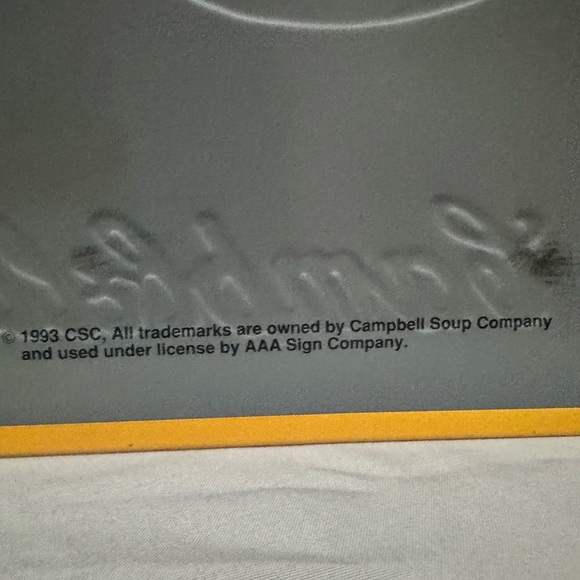 © 1993 CSC, All trademarks are owned by Campbell Soup Company
and used under license by AAA Sign Company.